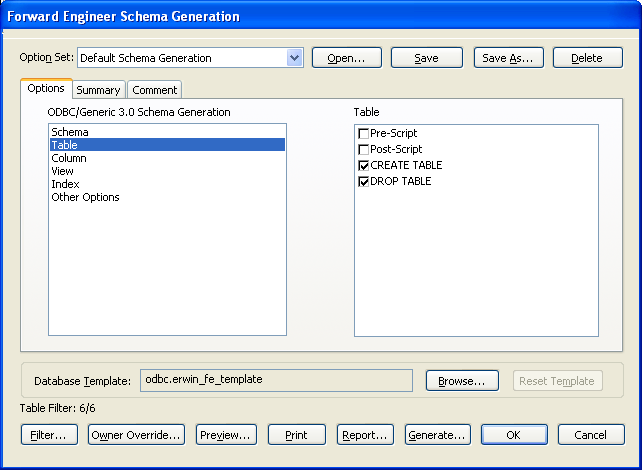 Forward Engineer Schema Generation
Option Set: Default Schema Generation Open... Save Save As... Delete
Options Summary Comment
ODBC/Generic 3.0 Schema Generation Table
Schema
Table
Column
View
Index
Other Options
Pre-Script
Post-Script
CREATE TABLE
DROP TABLE
Database Template: odbc.erwin_fe_template Browse... Reset Template
Table Filter: 6/6
Filter... Owner Override... Preview... Print Report... Generate... OK Cancel